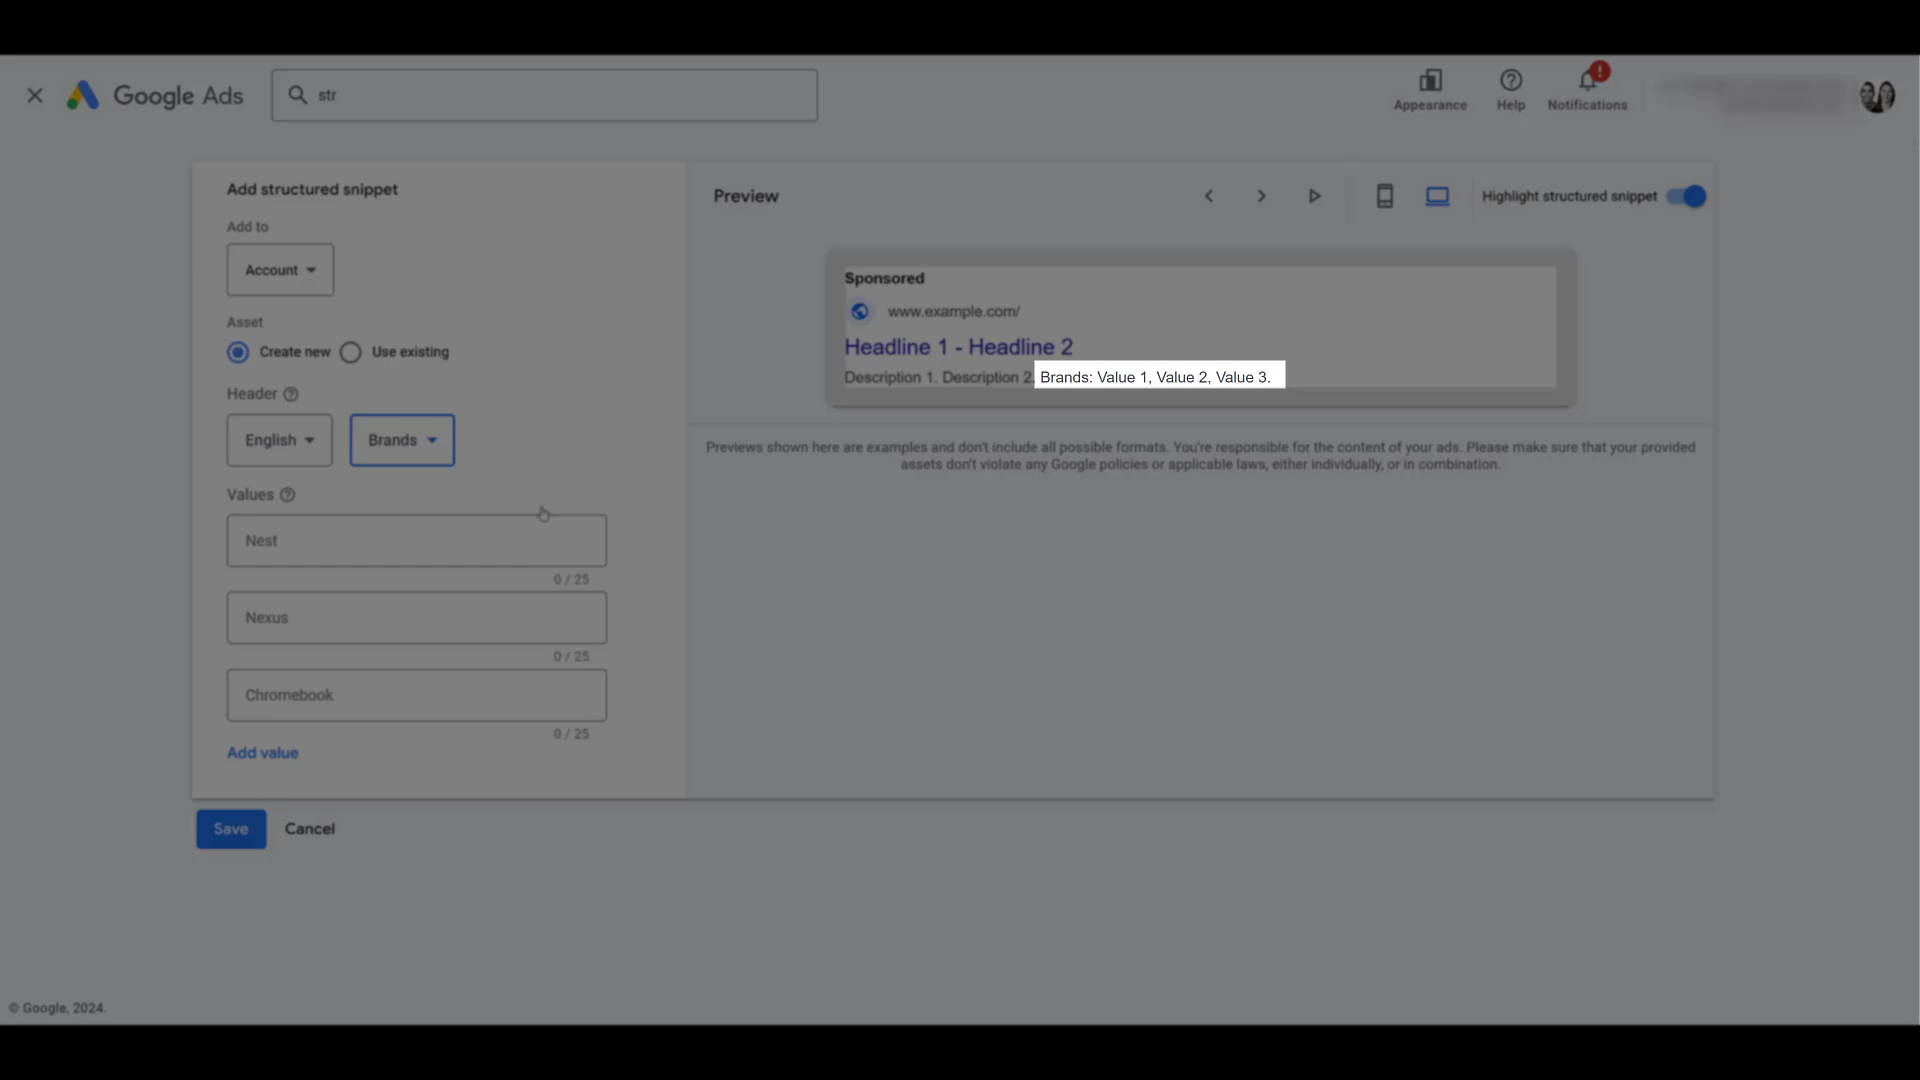 Google Ads
str
Appearance
Help
Notifications
Add structured snippet
Add to
Account
Asset
Create new
Use existing
Header
English
Brands
Values
Nest
0 / 25
Nexus
0 / 25
Chromebook
0 / 25
Add value
Save
Cancel
Preview
Highlight structured snippet
Sponsored
www.example.com/
Headline 1 - Headline 2
Description 1. Description 2. Brands: Value 1, Value 2, Value 3.
Previews shown here are examples and don't include all possible formats. You're responsible for the content of your ads. Please make sure that your provided
assets don't violate any Google policies or applicable laws, either individually, or in combination.
© Google, 2024.